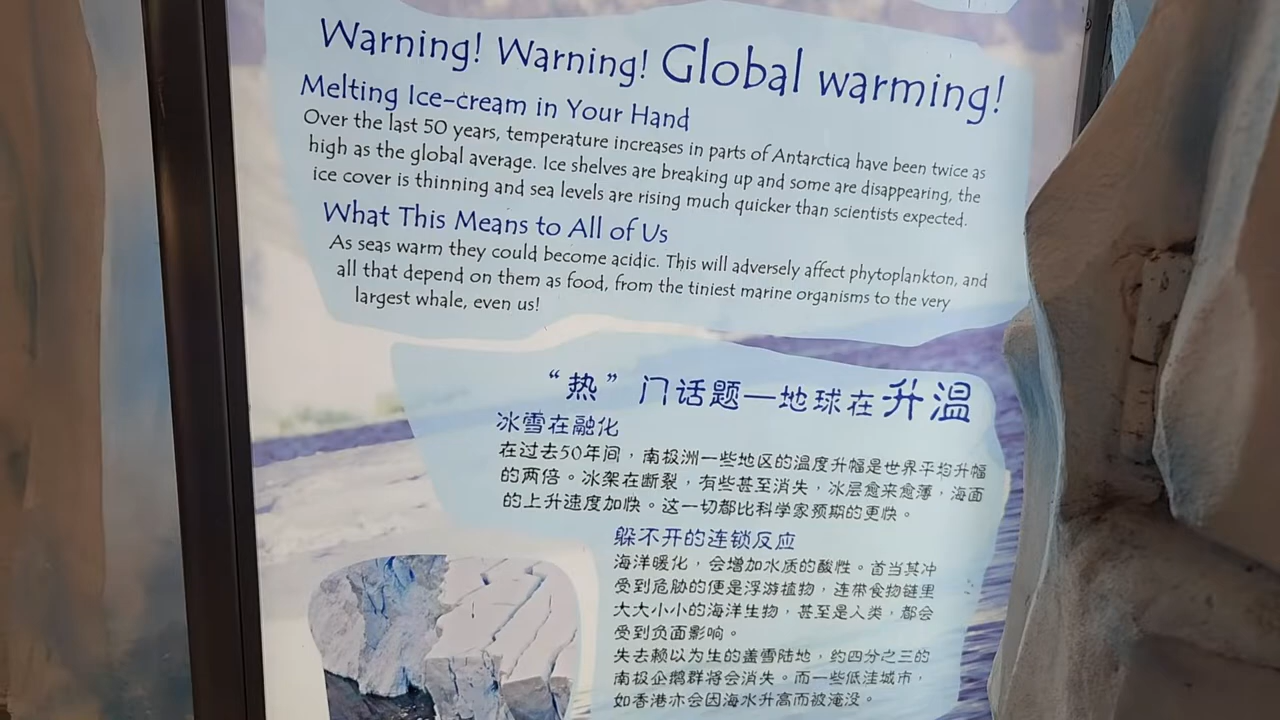 Warning! Warning! Global warming!
Melting Ice-cream in Your Hand
Over the last 50 years, temperature increases in parts of Antarctica have been twice as
high as the global average. Ice shelves are breaking up and some are disappearing, the
ice cover is thinning and sea levels are rising much quicker than scientists expected.
What This Means to All of Us
As seas warm they could become acidic. This will adversely affect phytoplankton, and
all that depend on them as food, from the tiniest marine organisms to the very
largest whale, even us!
“热”门话题—地球在升温
冰雪在融化
在过去50年间，南极洲一些地区的温度升幅是世界平均升幅
的两倍。冰架在断裂，有些甚至消失，冰层愈来愈薄，海面
的上升速度加快。这一切都比科学家预期的更快。
躲不开的连锁反应
海洋暖化，会增加水质的酸性。首当其冲
受到危胁的便是浮游植物，连带食物链里
大大小小的海洋生物，甚至是人类，都会
受到负面影响。
失去赖以为生的盖雪陆地，约四分之三的
南极企鹅群将会消失。而一些低洼城市，
如香港亦会因海水升高而被淹没。